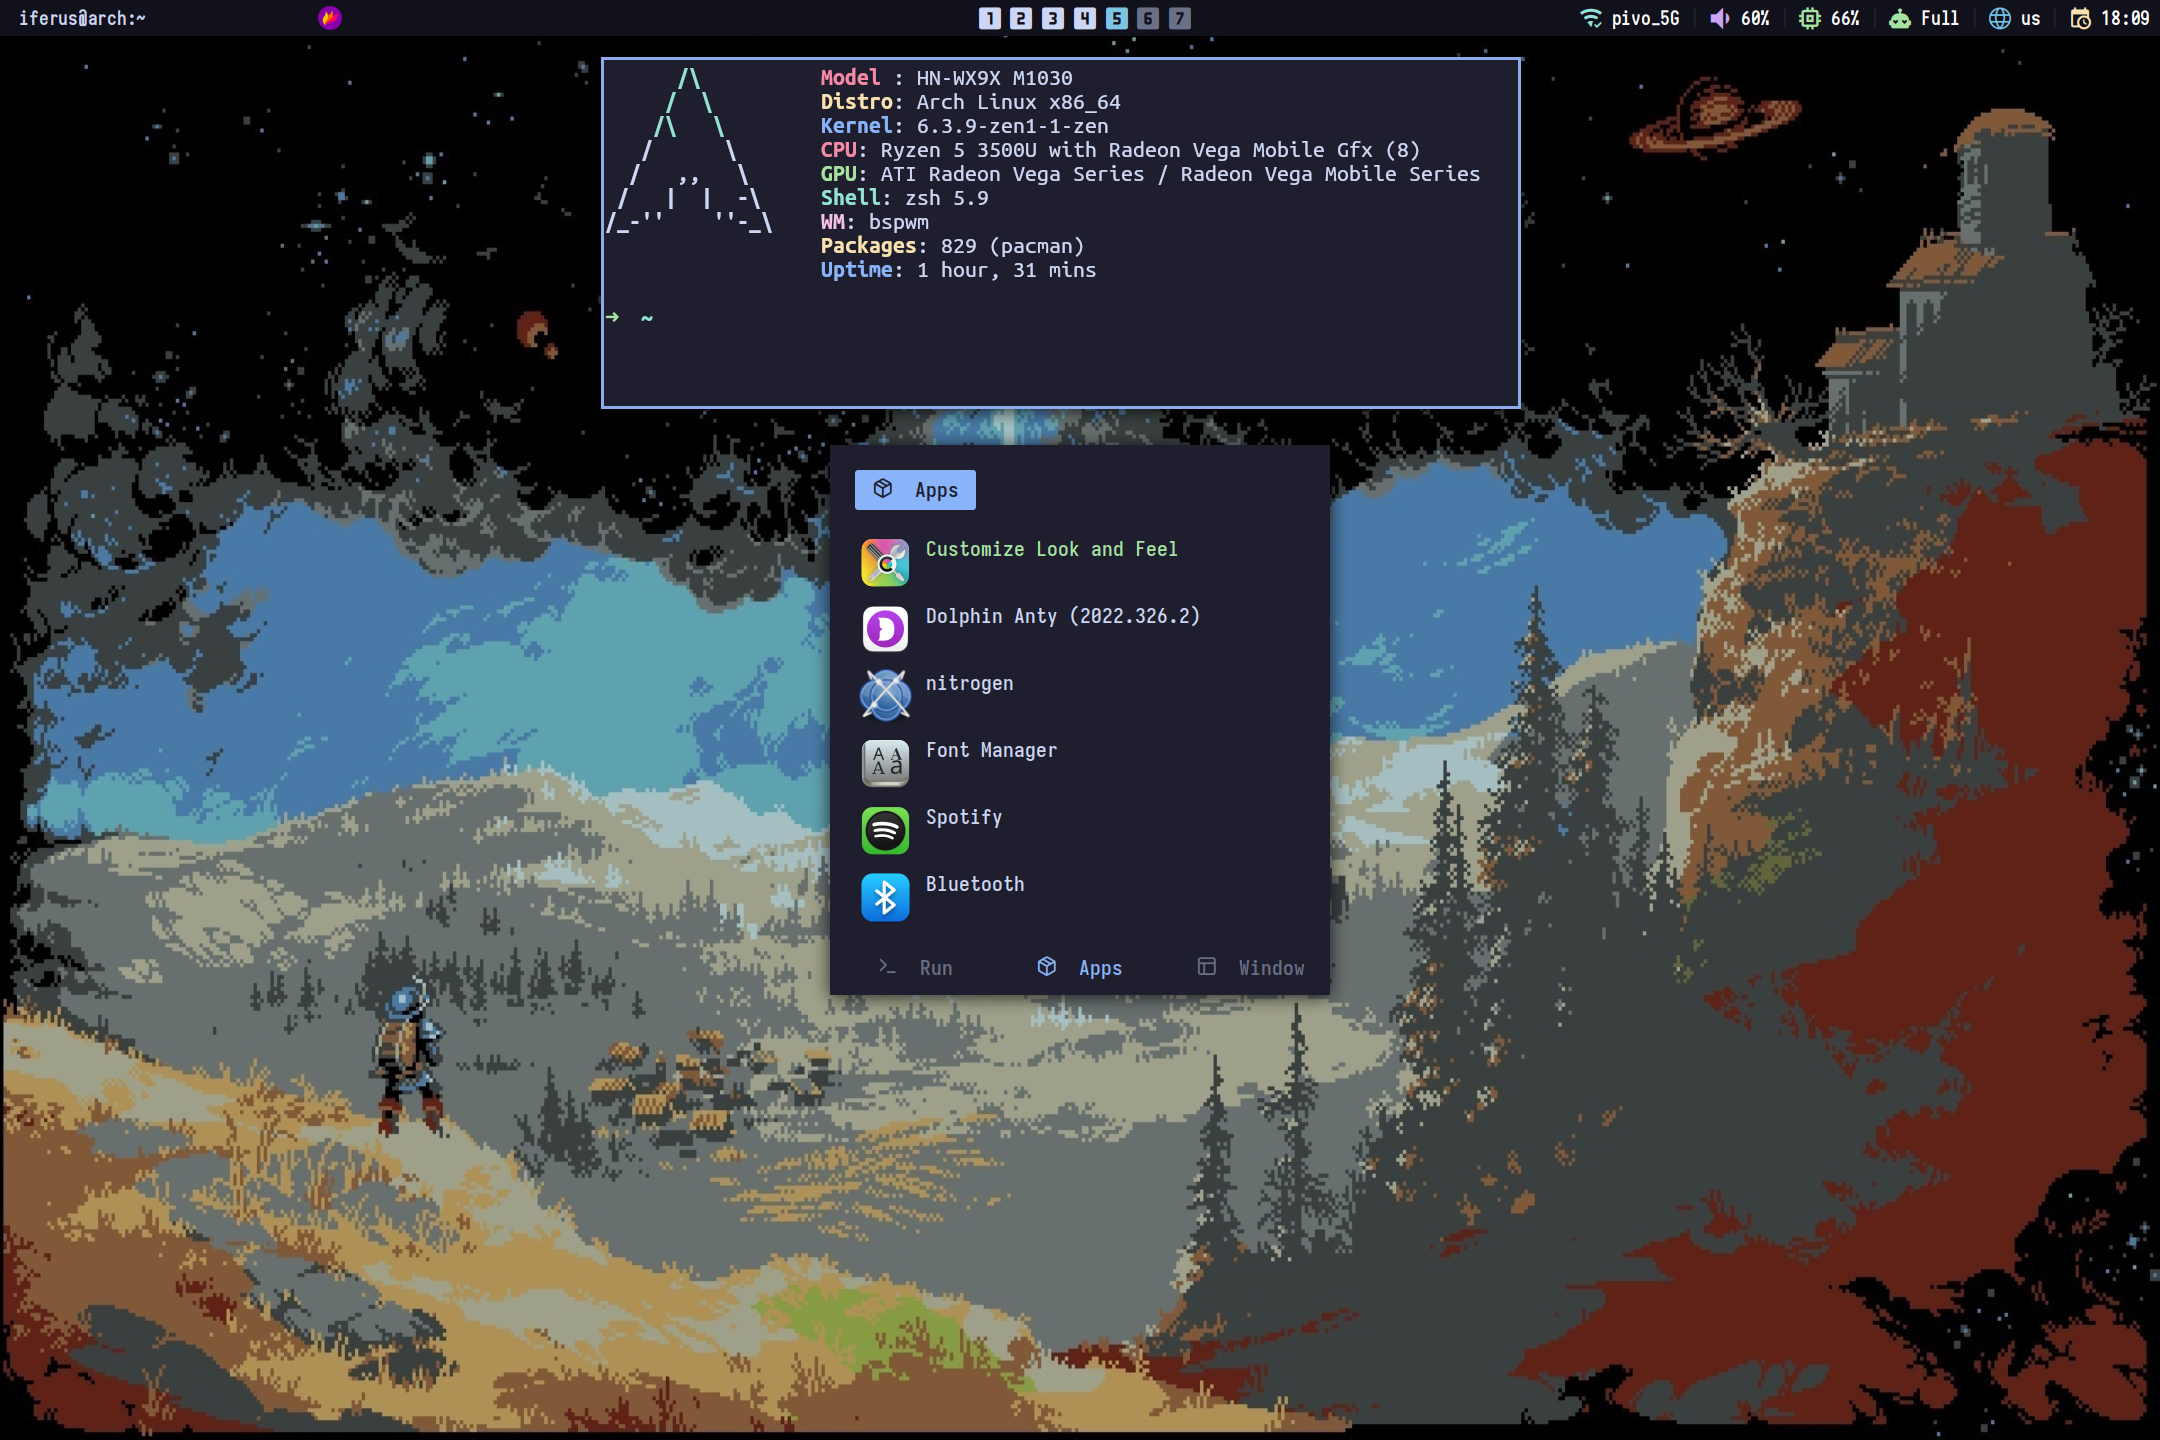 iferus@arch:~
1 2 3 4 5 6 7
pivo_5G 60% 66% Full us 18:09
Model : HN-WX9X M1030
Distro: Arch Linux x86_64
Kernel: 6.3.9-zen1-1-zen
CPU: Ryzen 5 3500U with Radeon Vega Mobile Gfx (8)
GPU: ATI Radeon Vega Series / Radeon Vega Mobile Series
Shell: zsh 5.9
WM: bspwm
Packages: 829 (pacman)
Uptime: 1 hour, 31 mins
→ ~
Apps
Customize Look and Feel
Dolphin Anty (2022.326.2)
nitrogen
Font Manager
Spotify
Bluetooth
Run Apps Window